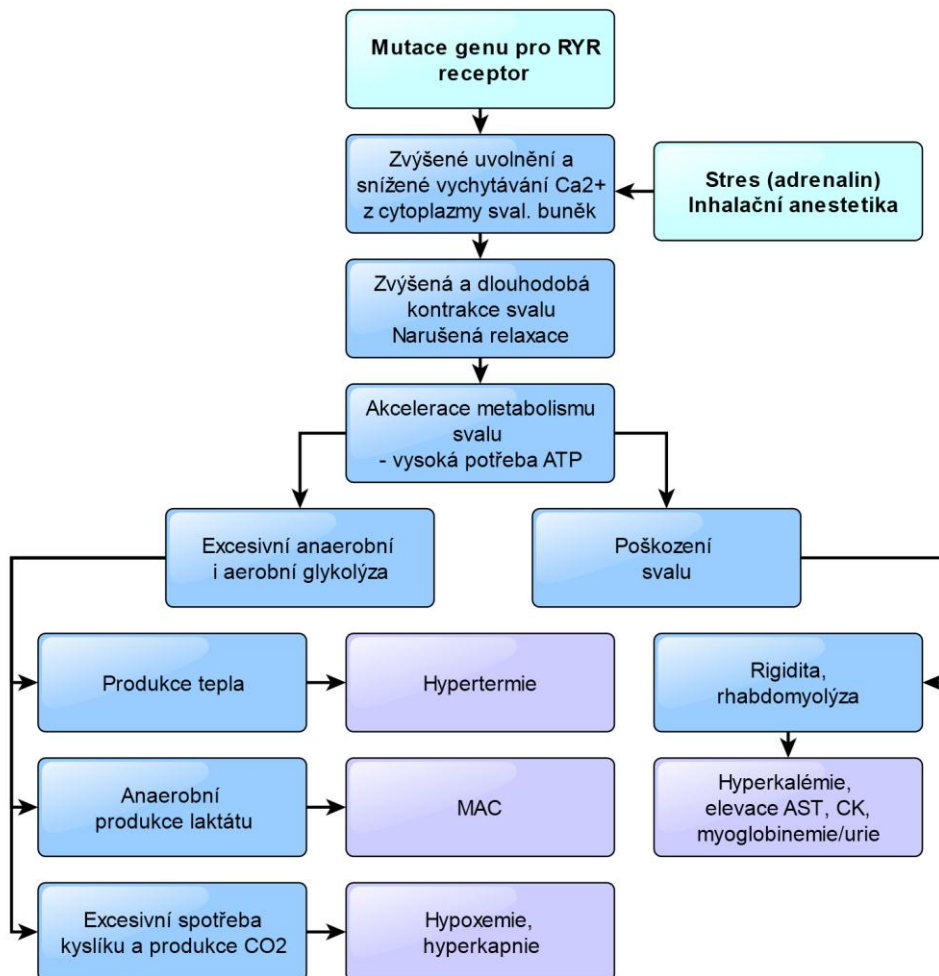 Mutace genu pro RYR
receptor
Zvýšené uvolnění a
snížené vychytávání Ca2+
z cytoplazmy sval. buněk
Stres (adrenalin)
Inhalační anestetika
Zvýšená a dlouhodobá
kontrakce svalu
Narušená relaxace
Akcelerace metabolismu
svalu
- vysoká potřeba ATP
Excesivní anaerobní
i aerobní glykolýza
Poškození
svalu
Produkce tepla
Hypertermie
Rigidita,
rhabdomyolýza
Anaerobní
produkce laktátu
MAC
Hyperkalémie,
elevace AST, CK,
myoglobinemie/urie
Excesivní spotřeba
kyslíku a produkce CO2
Hypoxemie,
hyperkapnie